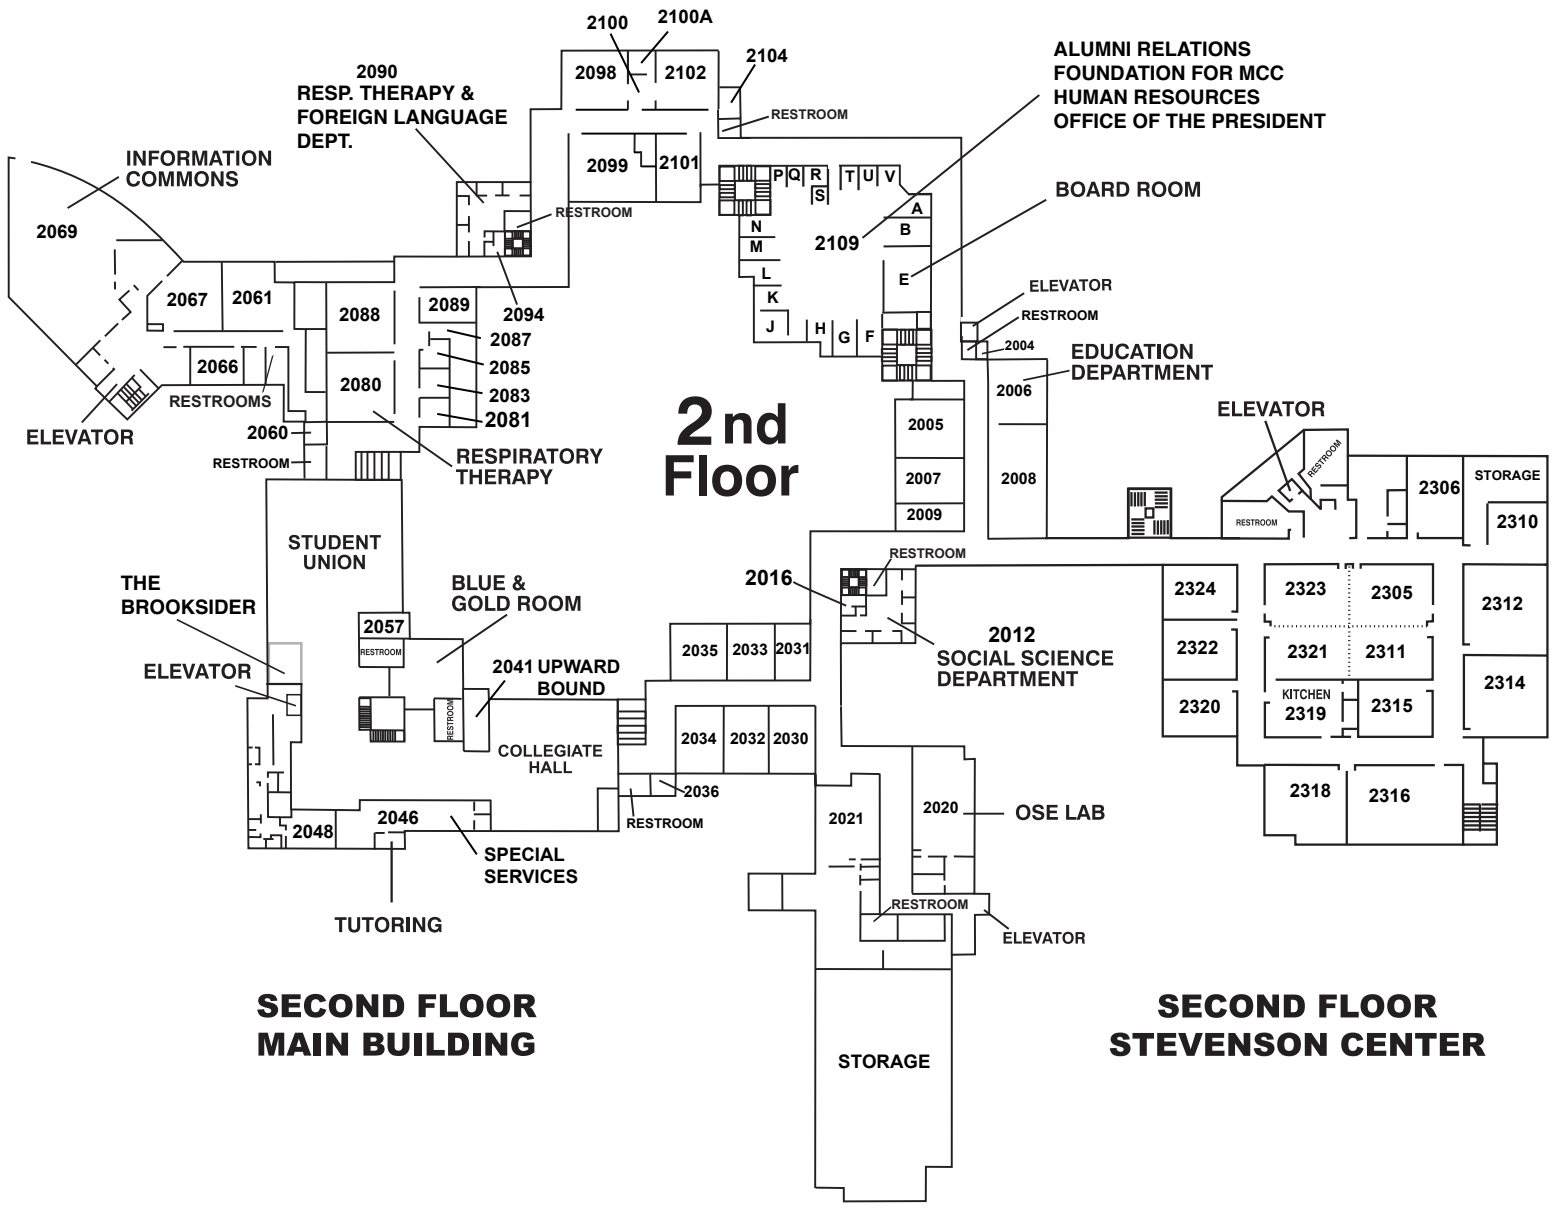 2100
2100A
2098
2102
2104
RESTROOM
2090
RESP. THERAPY &
FOREIGN LANGUAGE
DEPT.
ALUMNI RELATIONS
FOUNDATION FOR MCC
HUMAN RESOURCES
OFFICE OF THE PRESIDENT
INFORMATION
COMMONS
2069
2099
2101
P
Q
R
S
T
U
V
A
B
N
M
L
K
J
H
G
F
E
2109
BOARD ROOM
RESTROOM
2094
2067
2061
2088
2089
2087
2085
2083
2081
2066
2080
RESTROOMS
ELEVATOR
2060
RESTROOM
RESPIRATORY
THERAPY
2nd
Floor
ELEVATOR
RESTROOM
2004
EDUCATION
DEPARTMENT
2006
2005
2007
2008
2009
ELEVATOR
RESTROOM
RESTROOM
2306
STORAGE
2310
STUDENT
UNION
THE
BROOKSIDER
BLUE &
GOLD ROOM
2057
RESTROOM
ELEVATOR
2041 UPWARD
BOUND
RESTROOM
COLLEGIATE
HALL
RESTROOM
2016
2012
SOCIAL SCIENCE
DEPARTMENT
2035
2033
2031
2034
2032
2030
2036
RESTROOM
2324
2323
2305
2312
2322
2321
2311
2314
2320
KITCHEN
2319
2315
2318
2316
2048
2046
SPECIAL
SERVICES
TUTORING
2021
2020
OSE LAB
RESTROOM
ELEVATOR
STORAGE
SECOND FLOOR
MAIN BUILDING
SECOND FLOOR
STEVENSON CENTER